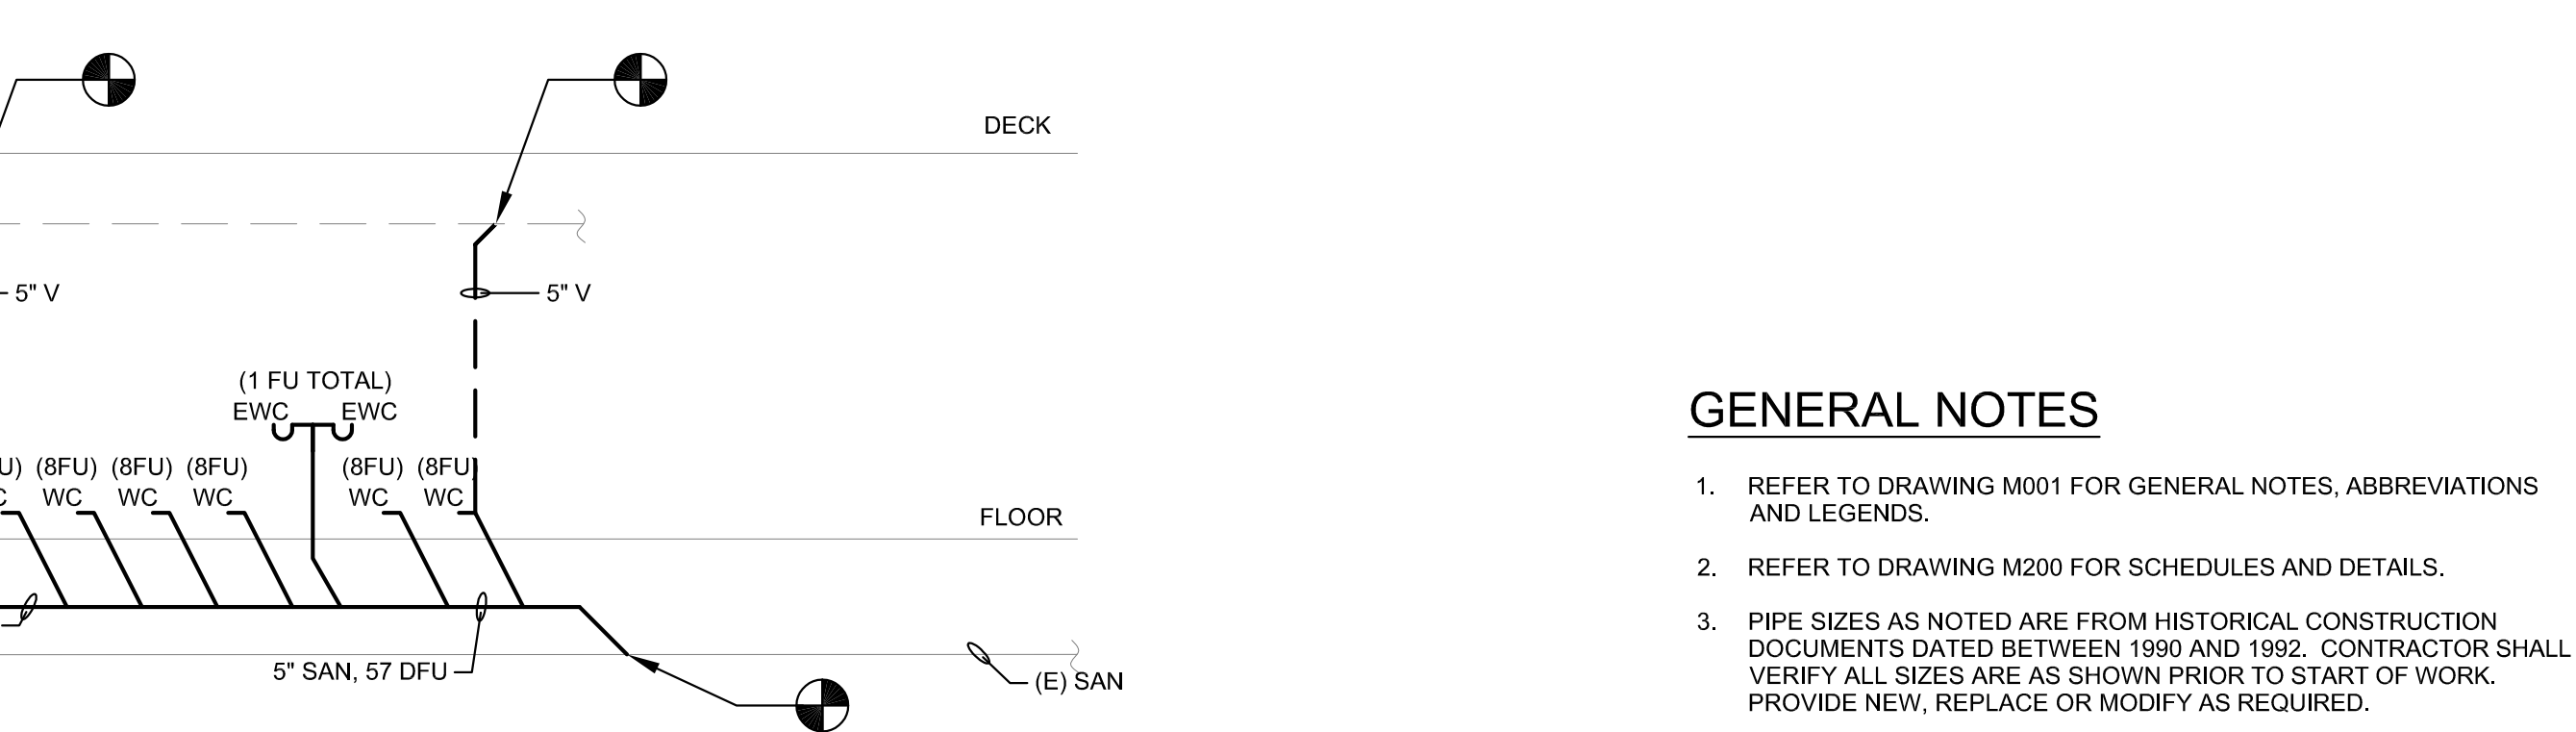 DECK
5" V
5" V
(1 FU TOTAL)
EWC EWC
(8FU) (8FU) (8FU) (8FU) (8FU)
WC WC WC WC WC
FLOOR
5" SAN, 57 DFU
(E) SAN
GENERAL NOTES
1. REFER TO DRAWING M001 FOR GENERAL NOTES, ABBREVIATIONS
AND LEGENDS.
2. REFER TO DRAWING M200 FOR SCHEDULES AND DETAILS.
3. PIPE SIZES AS NOTED ARE FROM HISTORICAL CONSTRUCTION
DOCUMENTS DATED BETWEEN 1990 AND 1992. CONTRACTOR SHALL
VERIFY ALL SIZES ARE AS SHOWN PRIOR TO START OF WORK.
PROVIDE NEW, REPLACE OR MODIFY AS REQUIRED.